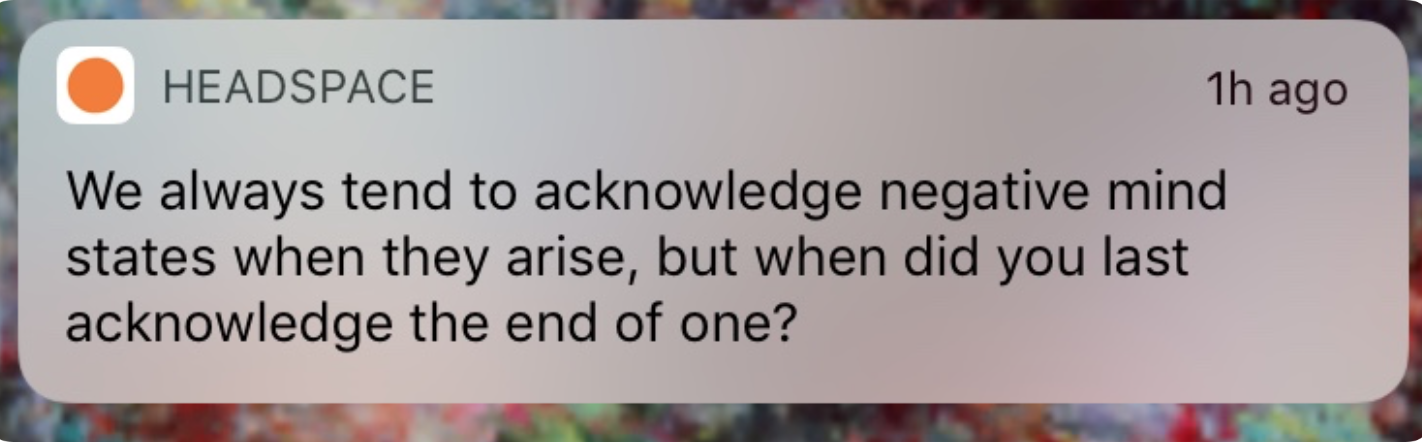 HEADSPACE
1h ago
We always tend to acknowledge negative mind
states when they arise, but when did you last
acknowledge the end of one?